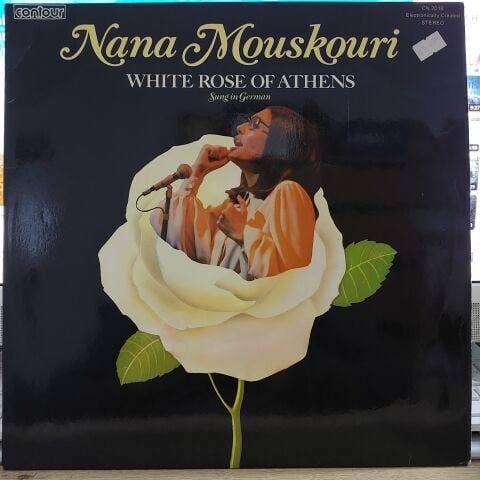 contour
CN 2018
Electronically Created
STEREO
Nana Mouskouri
WHITE ROSE OF ATHENS
Sung in German